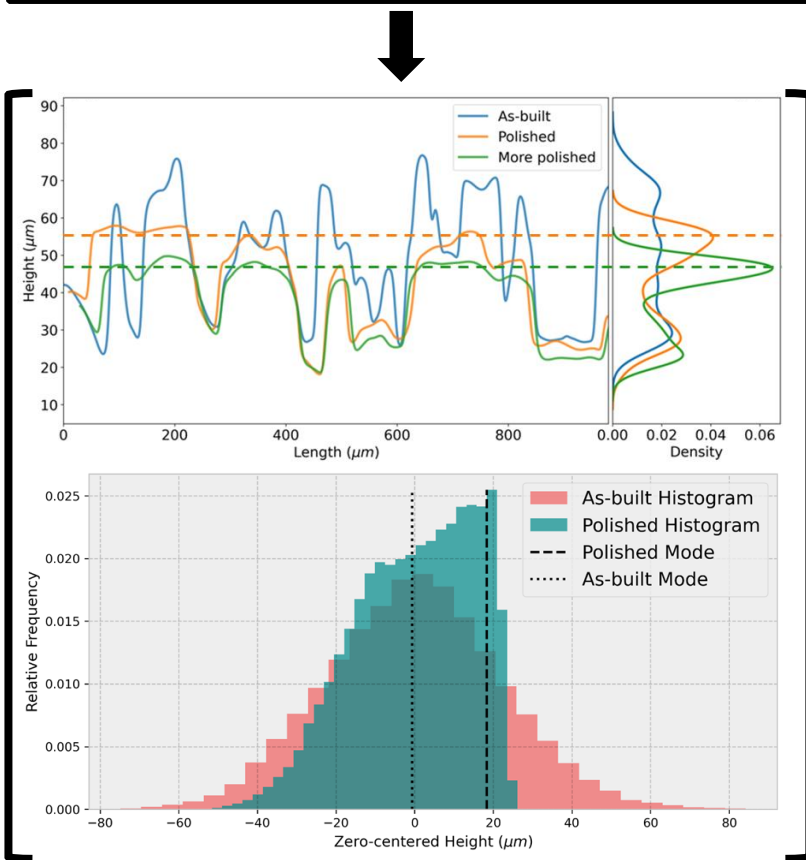 90
80
70
60
50
40
30
20
10
Height (μm)
As-built
Polished
More polished
0
200
400
600
800
0.00
0.02
0.04
0.06
Length (μm)
Density
0.025
0.020
0.015
0.010
0.005
0.000
Relative Frequency
As-built Histogram
Polished Histogram
Polished Mode
As-built Mode
−80
−60
−40
−20
0
20
40
60
80
Zero-centered Height (μm)